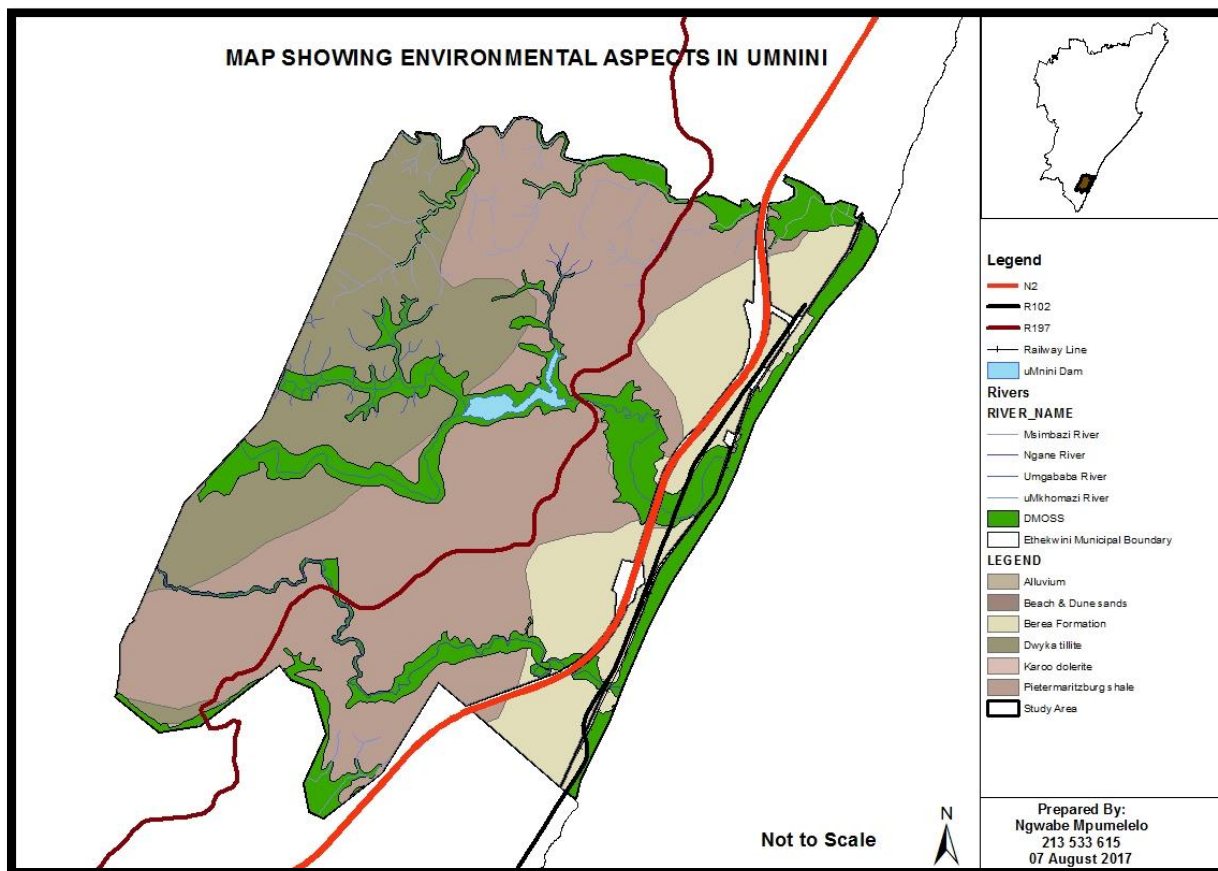 MAP SHOWING ENVIRONMENTAL ASPECTS IN UMNINI
Legend
N2
R102
R197
Railway Line
uMnini Dam
Rivers
RIVER_NAME
Msimbazi River
Ngane River
Umgababa River
uMkhomazi River
DMOSS
Ethekwini Municipal Boundary
LEGEND
Alluvium
Beach & Dune sands
Berea Formation
Dwyka tillite
Karoo dolerite
Pietermaritzburg shale
Study Area
N
Not to Scale
Prepared By:
Ngwabe Mpumelelo
213 533 615
07 August 2017